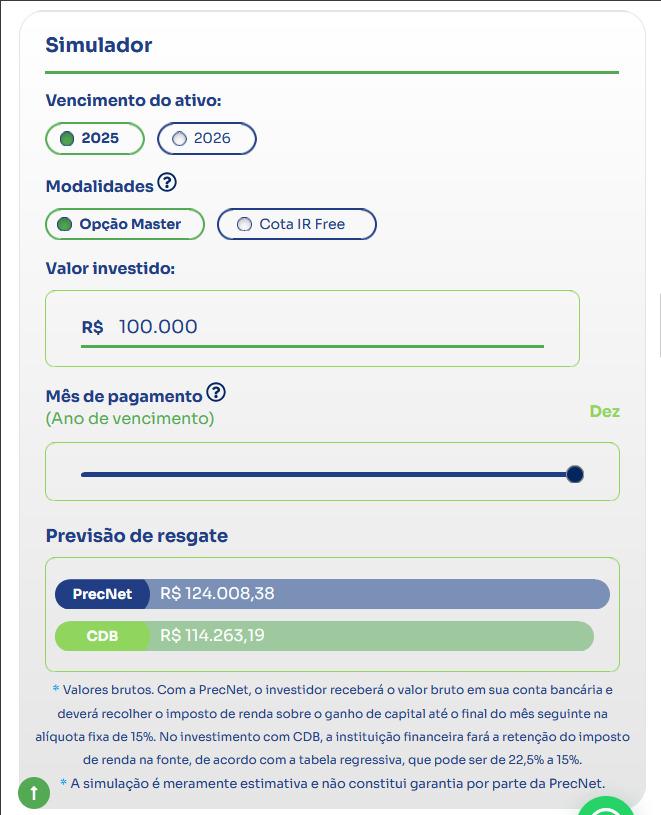 Simulador
Vencimento do ativo:
2025 2026
Modalidades ?
Opção Master Cota IR Free
Valor investido:
R$ 100.000
Mês de pagamento ?
(Ano de vencimento)
Dez
Previsão de resgate
PrecNet R$ 124.008,38
CDB R$ 114.263,19
* Valores brutos. Com a PrecNet, o investidor receberá o valor bruto em sua conta bancária e
deverá recolher o imposto de renda sobre o ganho de capital até o final do mês seguinte na
alíquota fixa de 15%. No investimento com CDB, a instituição financeira fará a retenção do imposto
de renda na fonte, de acordo com a tabela regressiva, que pode ser de 22,5% a 15%.
* A simulação é meramente estimativa e não constitui garantia por parte da PrecNet.